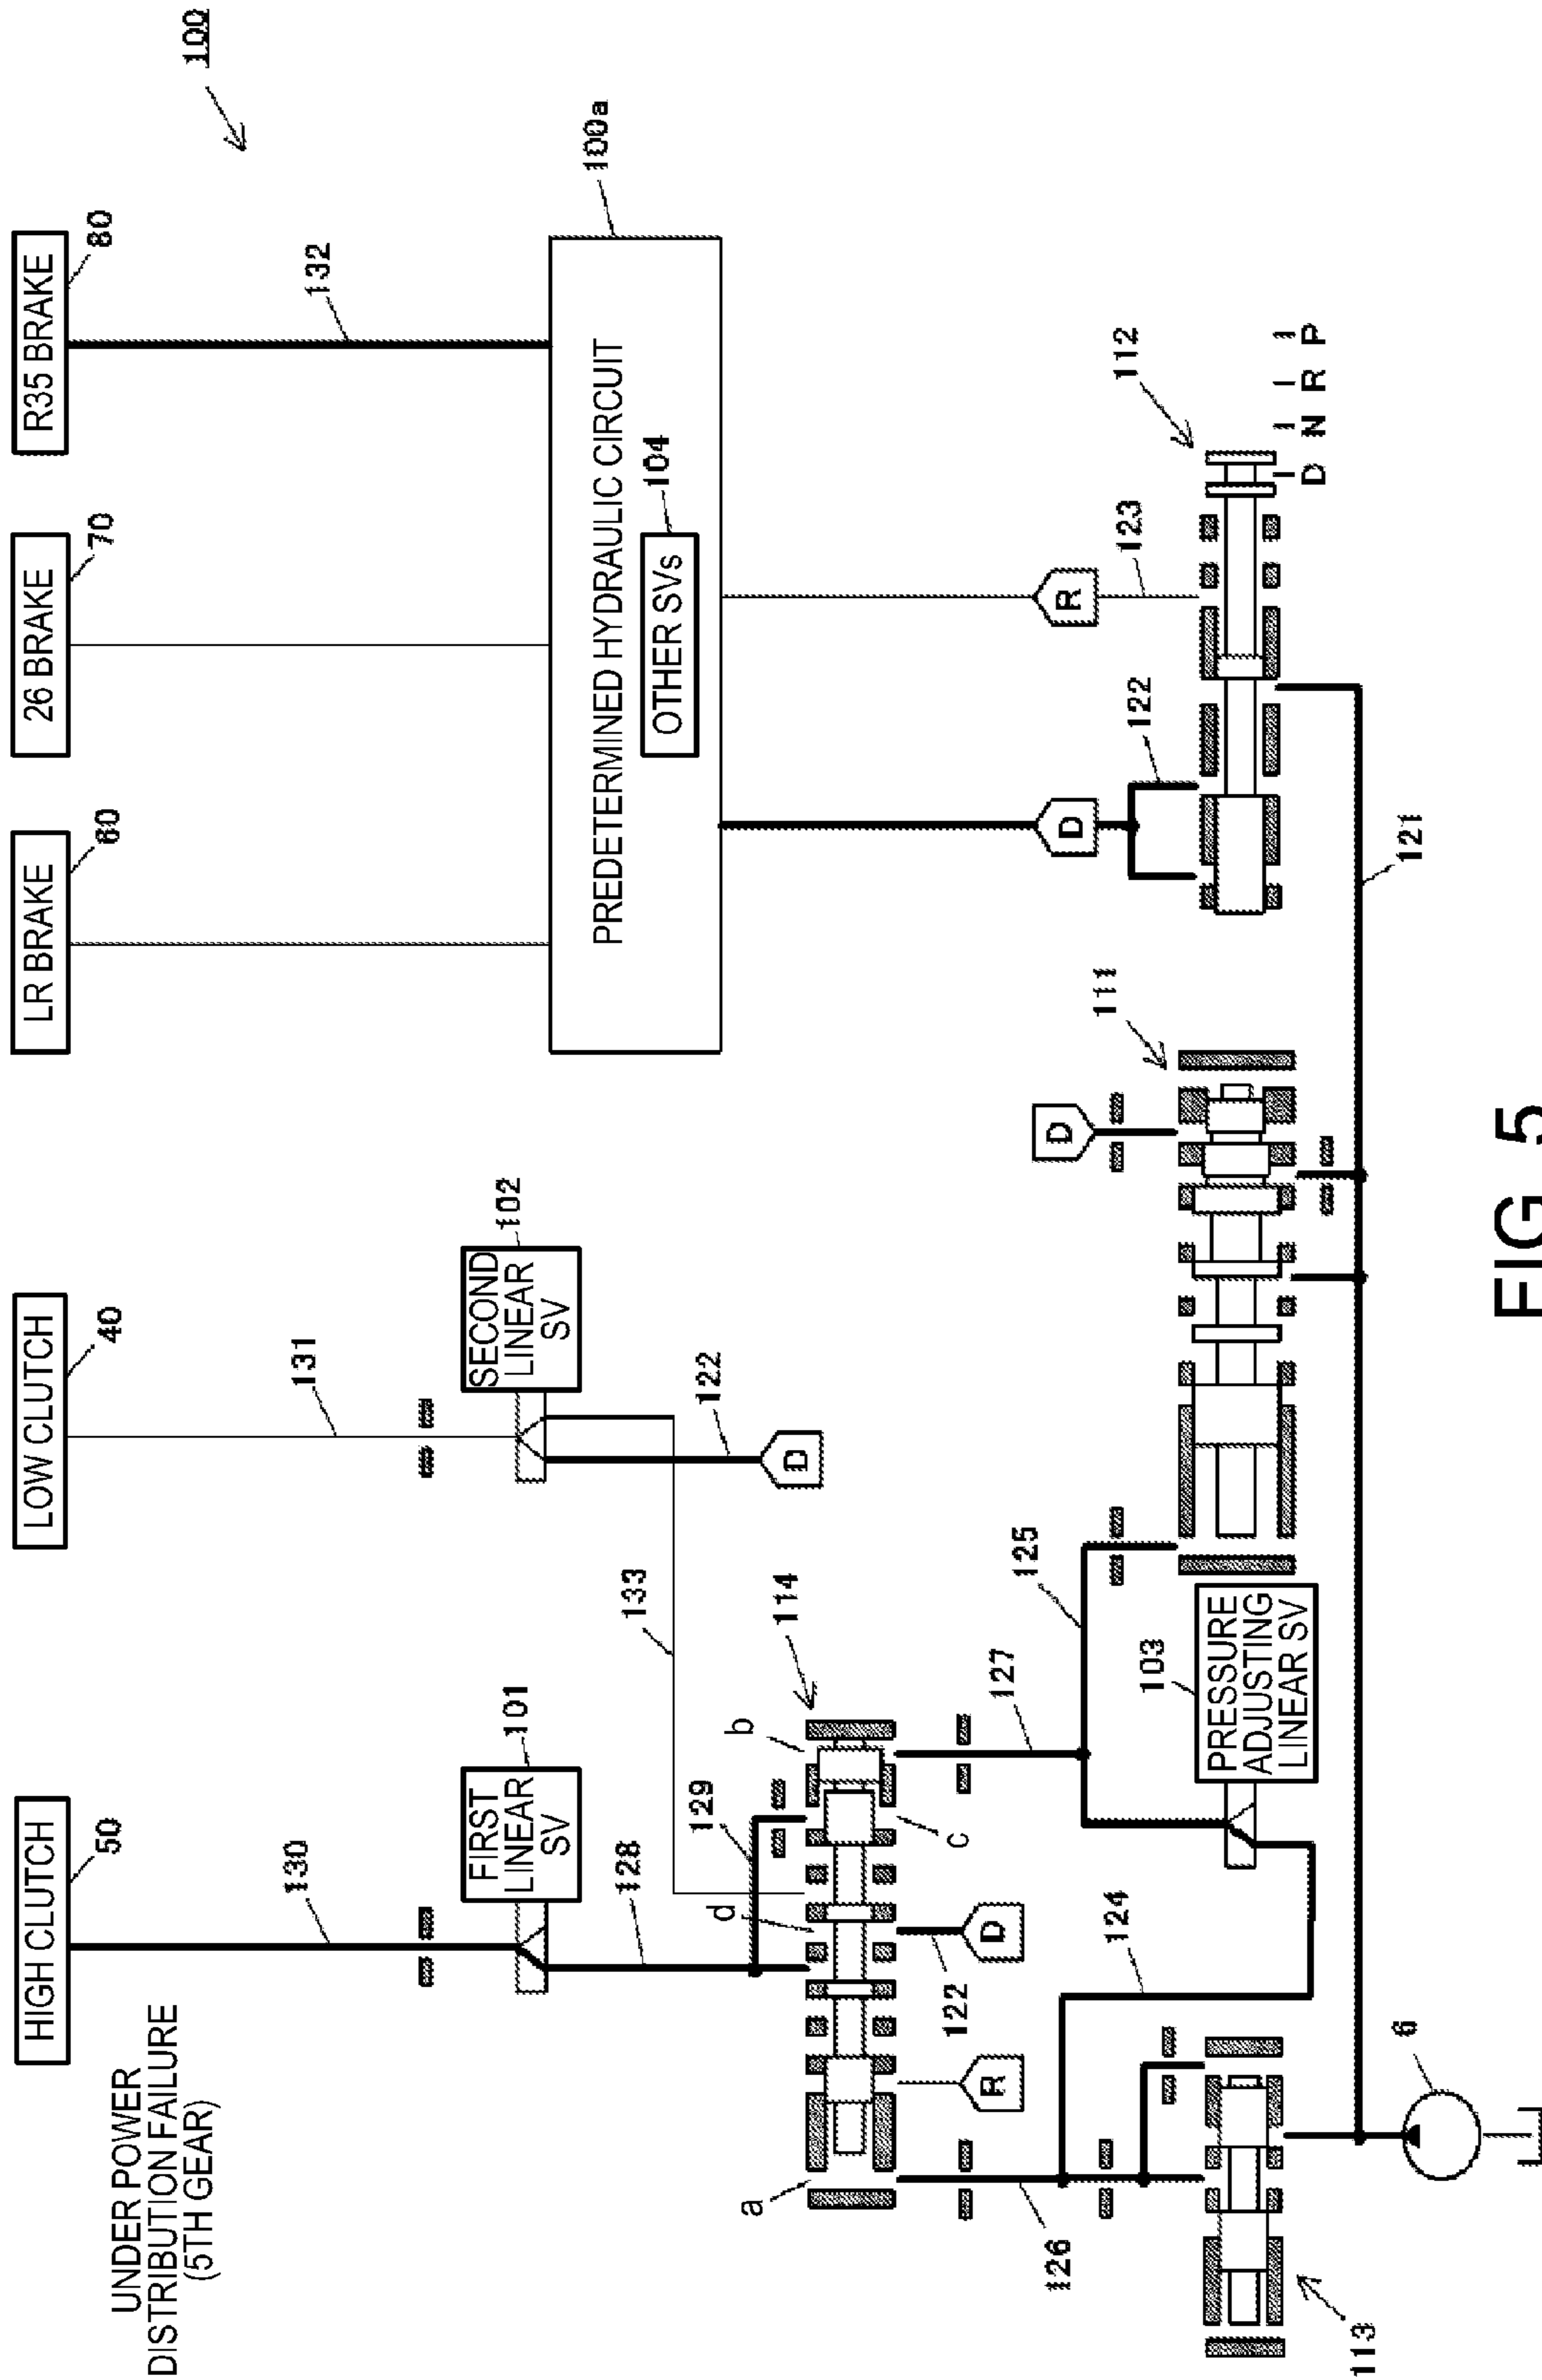 100
UNDER POWER
DISTRIBUTION FAILURE
(5TH GEAR)
HIGH CLUTCH
50
LOW CLUTCH
40
LR BRAKE
60
26 BRAKE
70
R35 BRAKE
80
130
131
132
FIRST
LINEAR
SV
101
SECOND
LINEAR
SV
102
PREDETERMINED HYDRAULIC CIRCUIT
100a
OTHER SVs
104
128
129
133
122
D
114
a
b
c
d
R
D
122
126
124
127
125
PRESSURE
ADJUSTING
LINEAR SV
103
D
111
D
122
R
123
112
D N R P
113
6
121
FIG. 5